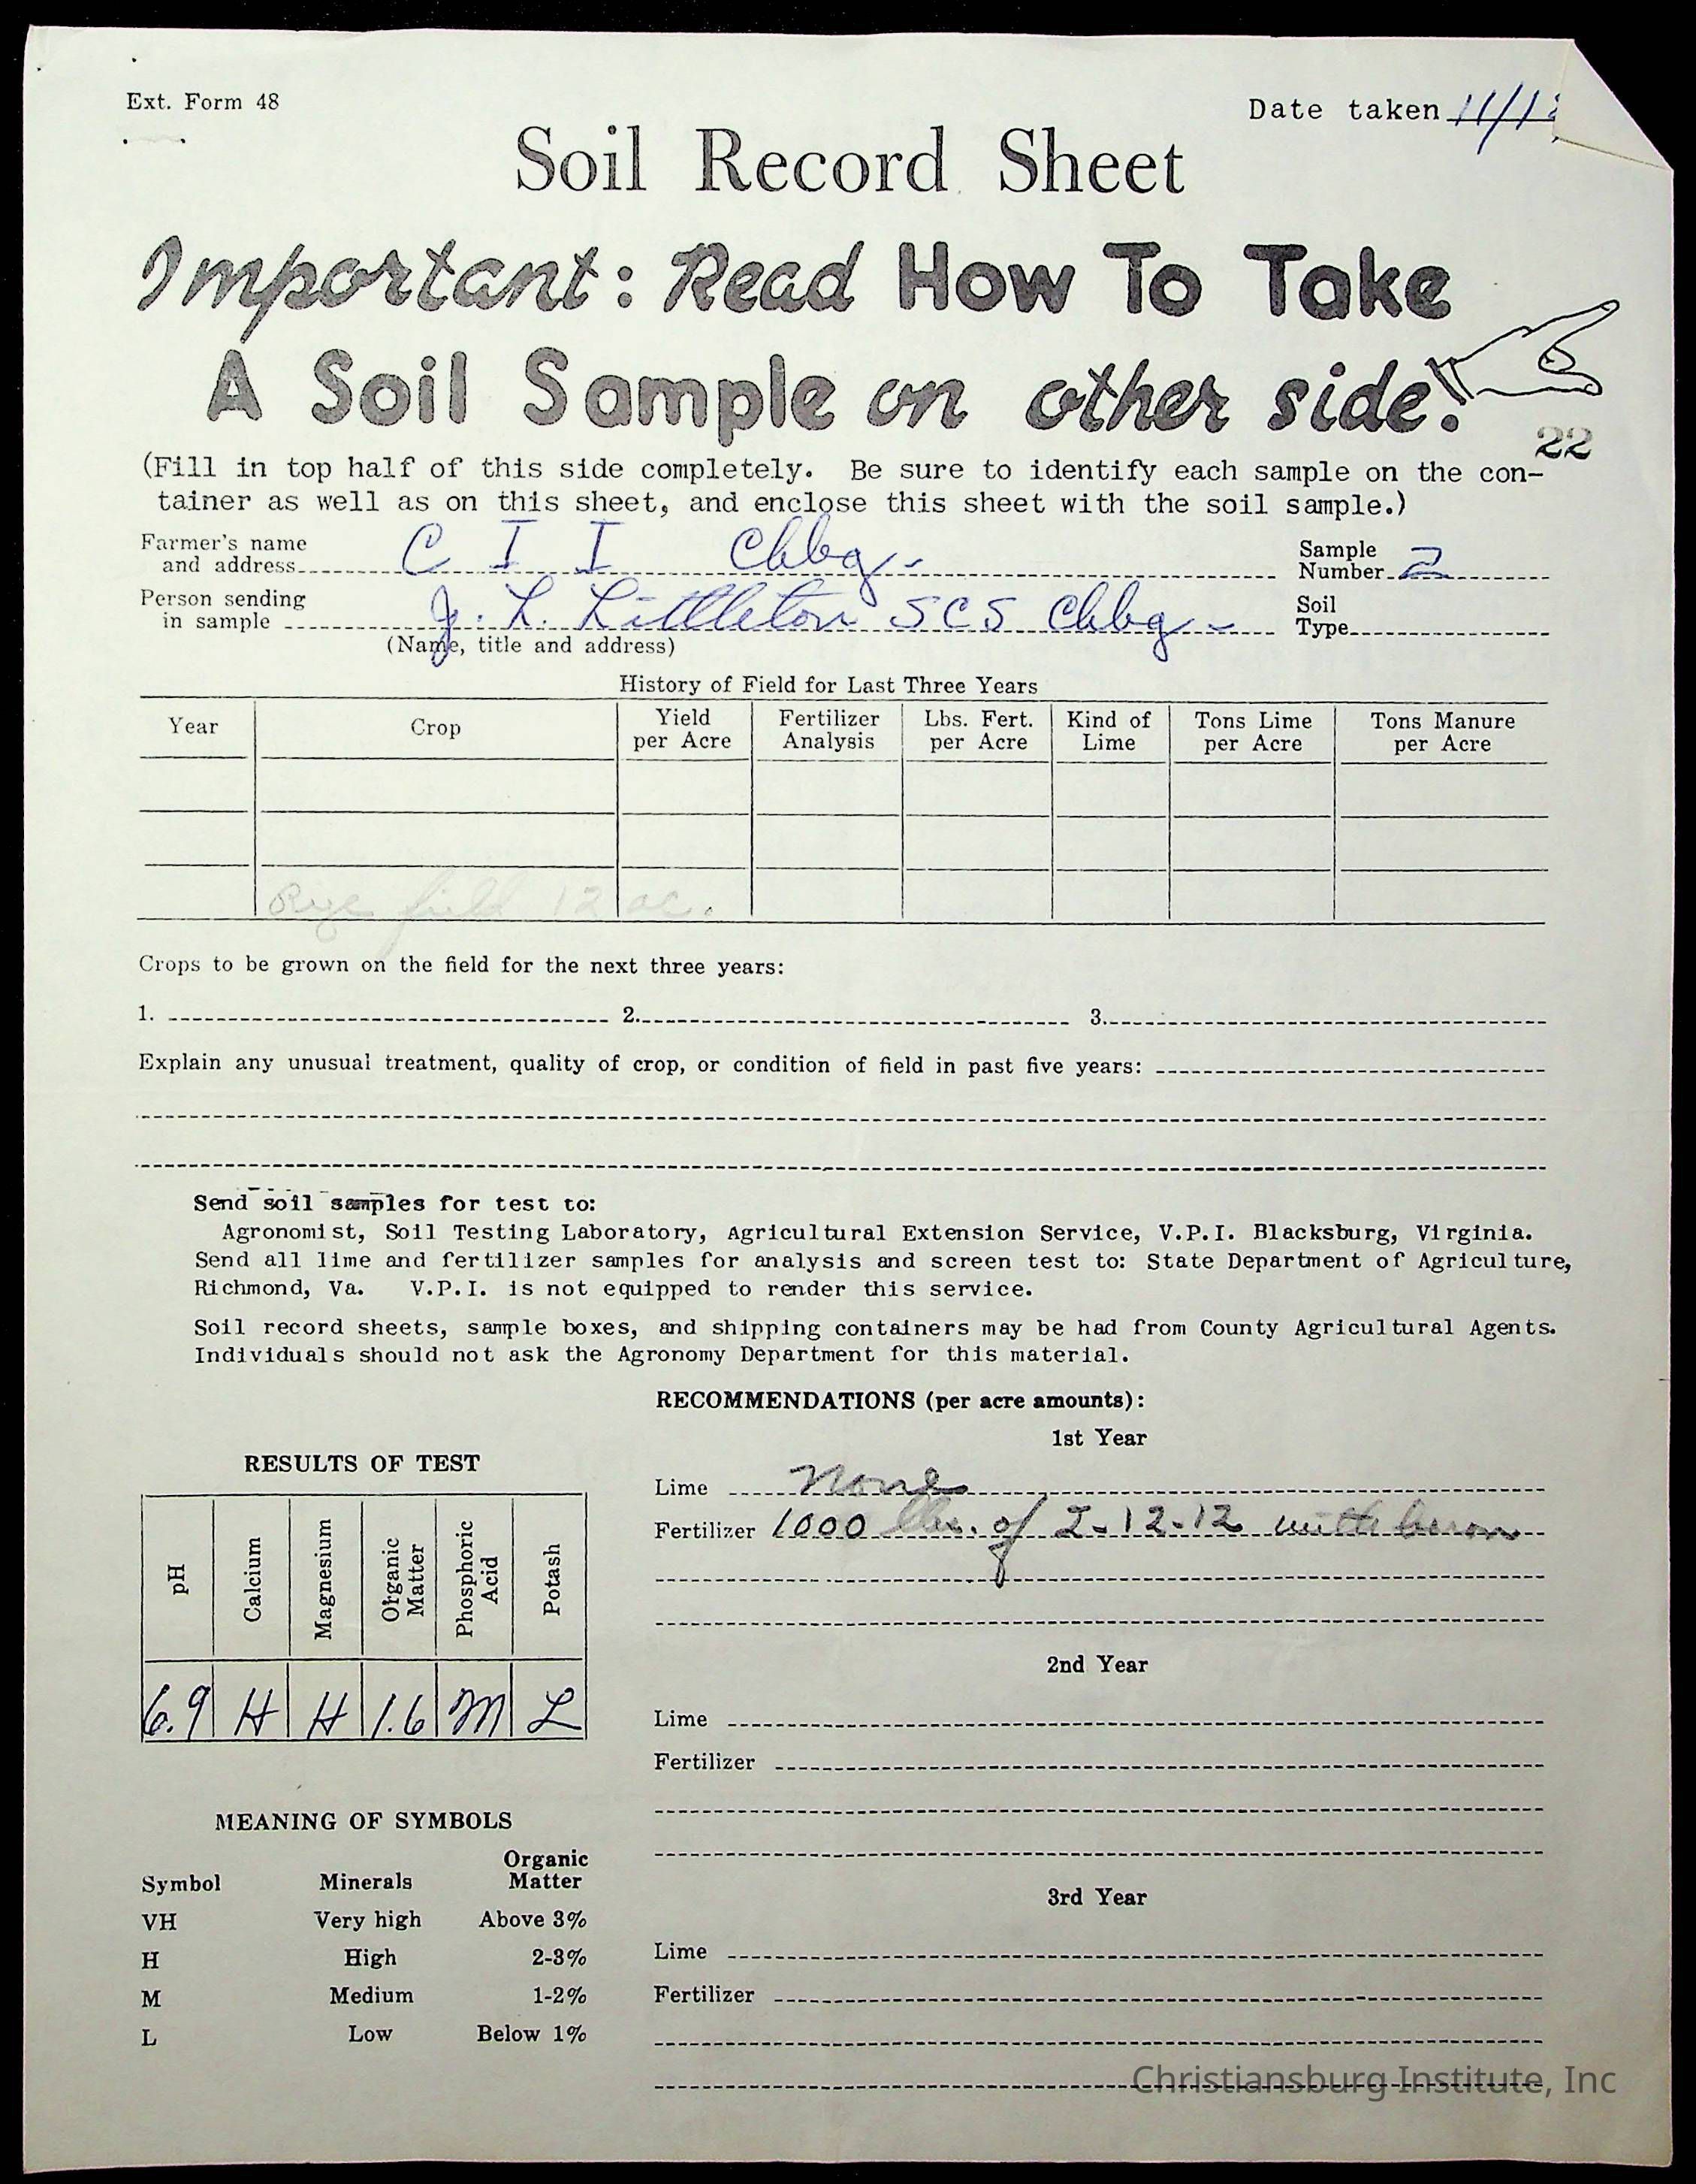 Ext. Form 48
Date taken 11/1
Soil Record Sheet
Important: Read How To Take
A Soil Sample on other side!
22
(Fill in top half of this side completely. Be sure to identify each sample on the con-
tainer as well as on this sheet, and enclose this sheet with the soil sample.)
Farmer's name
and address C I I Chbg.
Sample
Number 2
Person sending
in sample J. L. Littleton SCS Chbg.
Soil
Type
(Name, title and address)
History of Field for Last Three Years
Year Crop Yield per Acre Fertilizer Analysis Lbs. Fert. per Acre Kind of Lime Tons Lime per Acre Tons Manure per Acre
Rye field 12 ac.
Crops to be grown on the field for the next three years:
1. 2. 3.
Explain any unusual treatment, quality of crop, or condition of field in past five years:
Send soil samples for test to:
Agronomist, Soil Testing Laboratory, Agricultural Extension Service, V.P.I. Blacksburg, Virginia.
Send all lime and fertilizer samples for analysis and screen test to: State Department of Agriculture,
Richmond, Va. V.P.I. is not equipped to render this service.
Soil record sheets, sample boxes, and shipping containers may be had from County Agricultural Agents.
Individuals should not ask the Agronomy Department for this material.
RESULTS OF TEST
pH Calcium Magnesium Organic Matter Phosphoric Acid Potash
6.9 H H 1.6 M L
MEANING OF SYMBOLS
Symbol Minerals Organic Matter
VH Very high Above 3%
H High 2-3%
M Medium 1-2%
L Low Below 1%
RECOMMENDATIONS (per acre amounts):
1st Year
Lime None
Fertilizer 1000 lbs. of 2-12-12 with boron
2nd Year
Lime
Fertilizer
3rd Year
Lime
Fertilizer
Christiansburg Institute, Inc